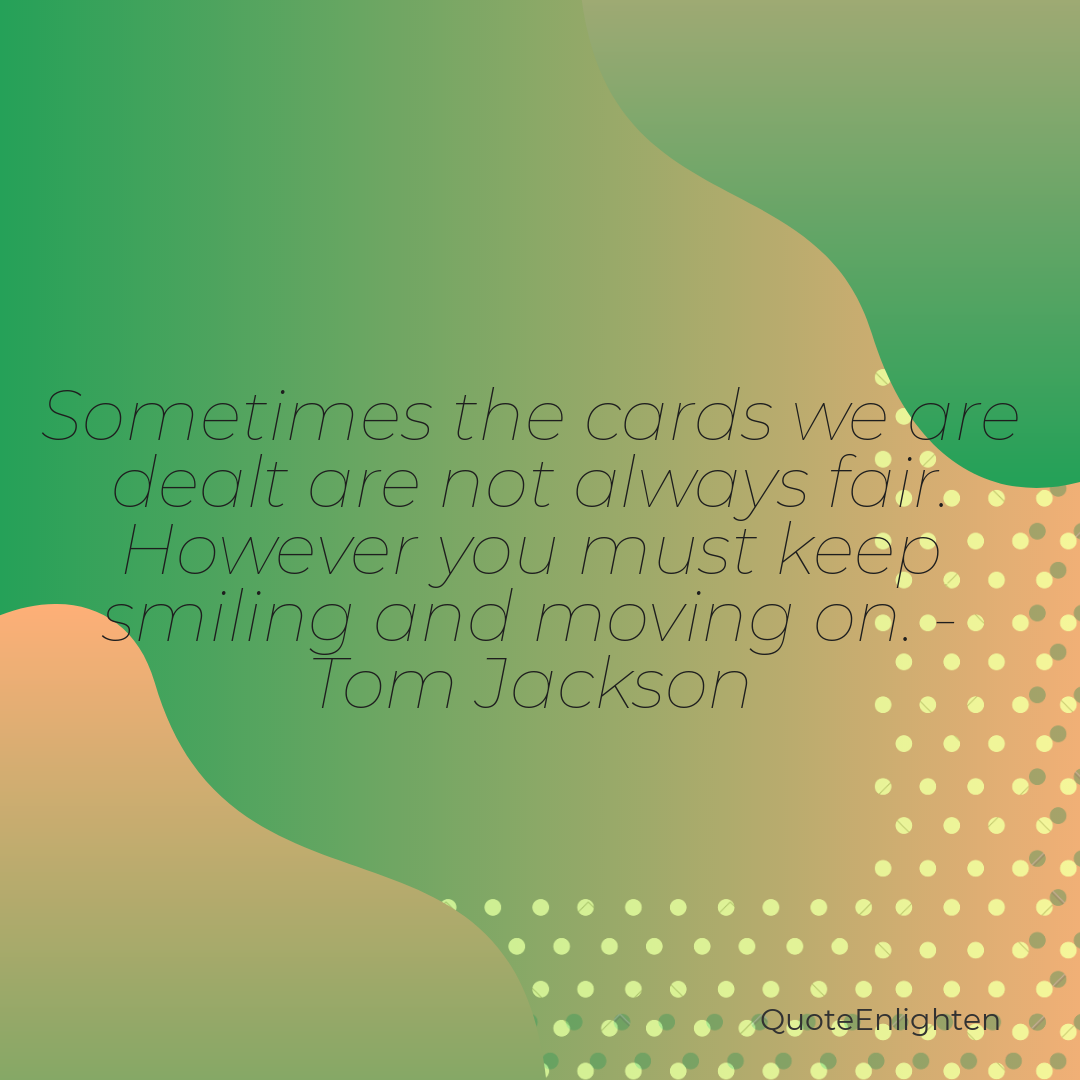 Sometimes the cards we are
dealt are not always fair.
However you must keep
smiling and moving on. -
Tom Jackson
QuoteEnlighten